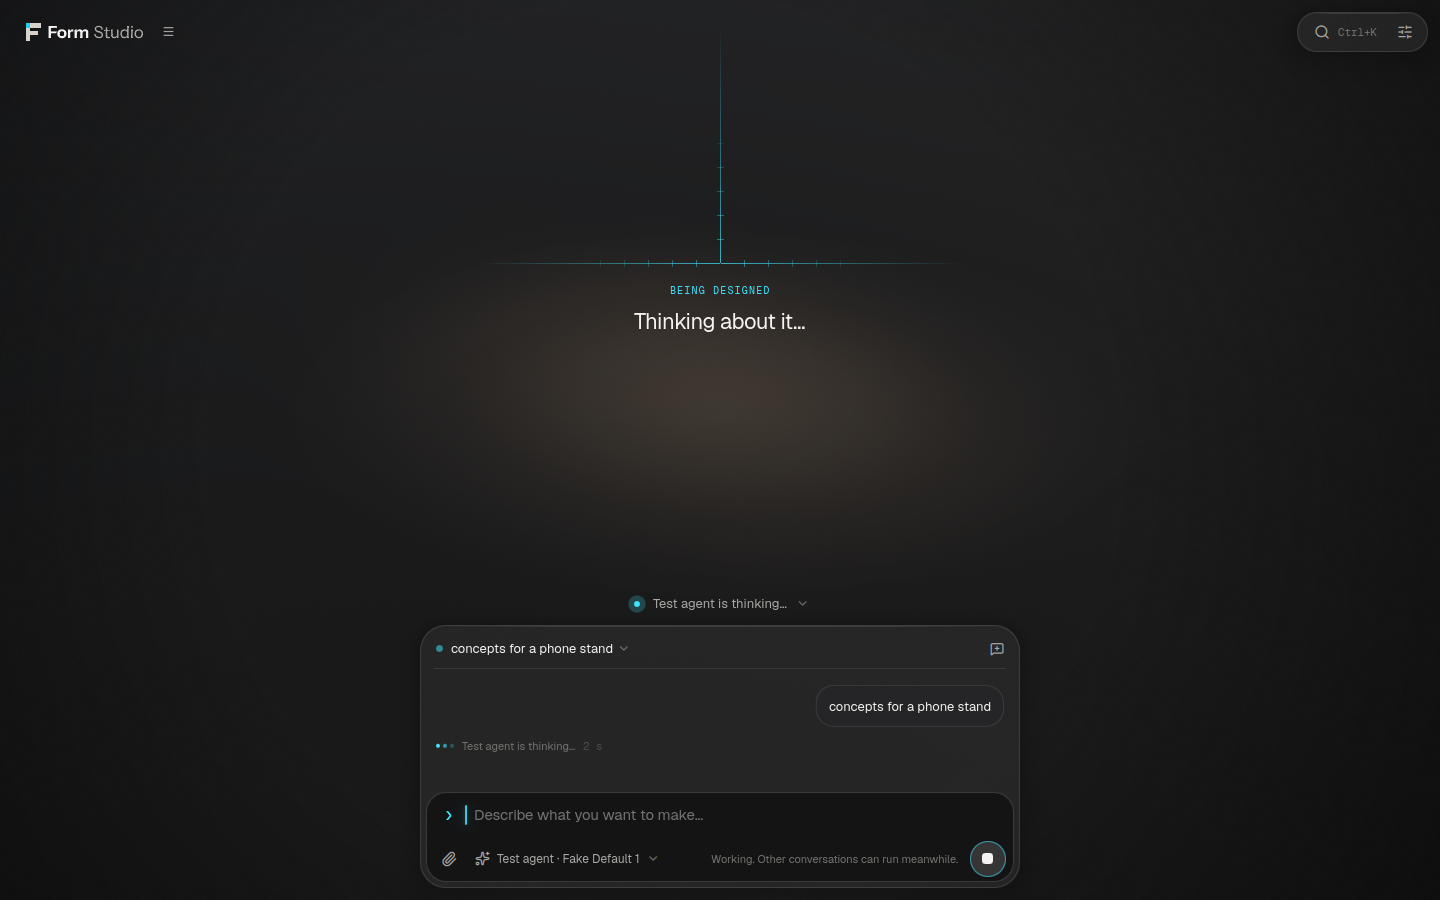 Form Studio
Ctrl+K
BEING DESIGNED
Thinking about it...
Test agent is thinking...
concepts for a phone stand
concepts for a phone stand
Test agent is thinking... 2 s
Describe what you want to make...
Test agent · Fake Default 1
Working. Other conversations can run meanwhile.